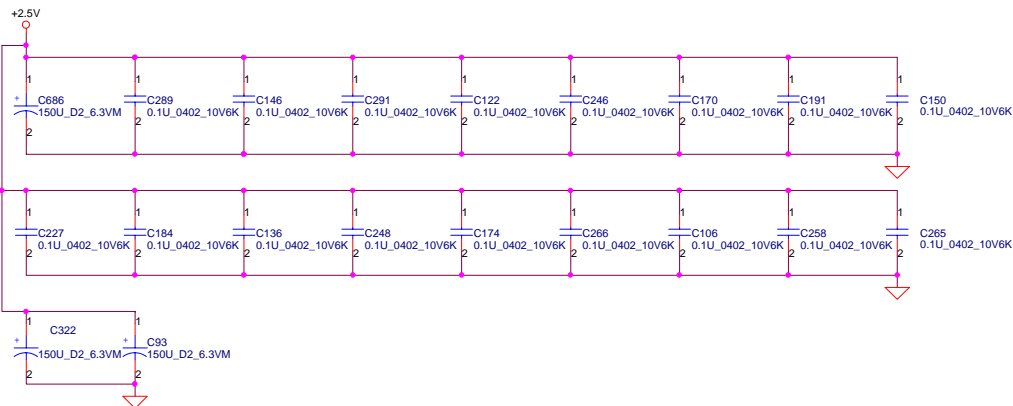 +2.5V
1 1 1 1 1 1 1 1 1
+ C686 C289 C146 C291 C122 C246 C170 C191 C150
150U_D2_6.3VM 0.1U_0402_10V6K 0.1U_0402_10V6K 0.1U_0402_10V6K 0.1U_0402_10V6K 0.1U_0402_10V6K 0.1U_0402_10V6K 0.1U_0402_10V6K 0.1U_0402_10V6K
2 2 2 2 2 2 2 2 2
1 1 1 1 1 1 1 1 1
C227 C184 C136 C248 C174 C266 C106 C258 C265
0.1U_0402_10V6K 0.1U_0402_10V6K 0.1U_0402_10V6K 0.1U_0402_10V6K 0.1U_0402_10V6K 0.1U_0402_10V6K 0.1U_0402_10V6K 0.1U_0402_10V6K 0.1U_0402_10V6K
2 2 2 2 2 2 2 2 2
1 1
C322
+ + C93
150U_D2_6.3VM 150U_D2_6.3VM
2 2